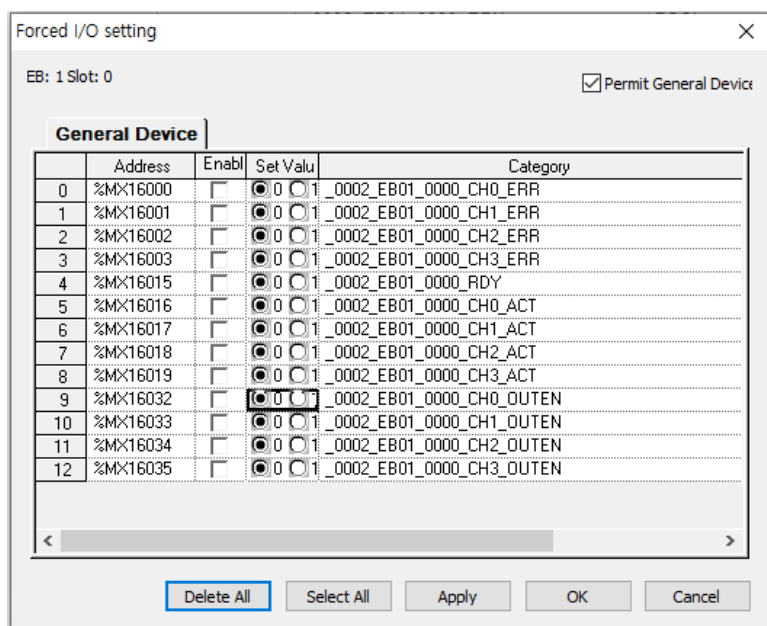 Forced I/O setting
EB: 1 Slot: 0
Permit General Device
General Device
Address Enabl Set Valu Category
0 %MX16000 0 1 _0002_EB01_0000_CH0_ERR
1 %MX16001 0 1 _0002_EB01_0000_CH1_ERR
2 %MX16002 0 1 _0002_EB01_0000_CH2_ERR
3 %MX16003 0 1 _0002_EB01_0000_CH3_ERR
4 %MX16015 0 1 _0002_EB01_0000_RDY
5 %MX16016 0 1 _0002_EB01_0000_CH0_ACT
6 %MX16017 0 1 _0002_EB01_0000_CH1_ACT
7 %MX16018 0 1 _0002_EB01_0000_CH2_ACT
8 %MX16019 0 1 _0002_EB01_0000_CH3_ACT
9 %MX16032 0 1 _0002_EB01_0000_CH0_OUTEN
10 %MX16033 0 1 _0002_EB01_0000_CH1_OUTEN
11 %MX16034 0 1 _0002_EB01_0000_CH2_OUTEN
12 %MX16035 0 1 _0002_EB01_0000_CH3_OUTEN
Delete All Select All Apply OK Cancel